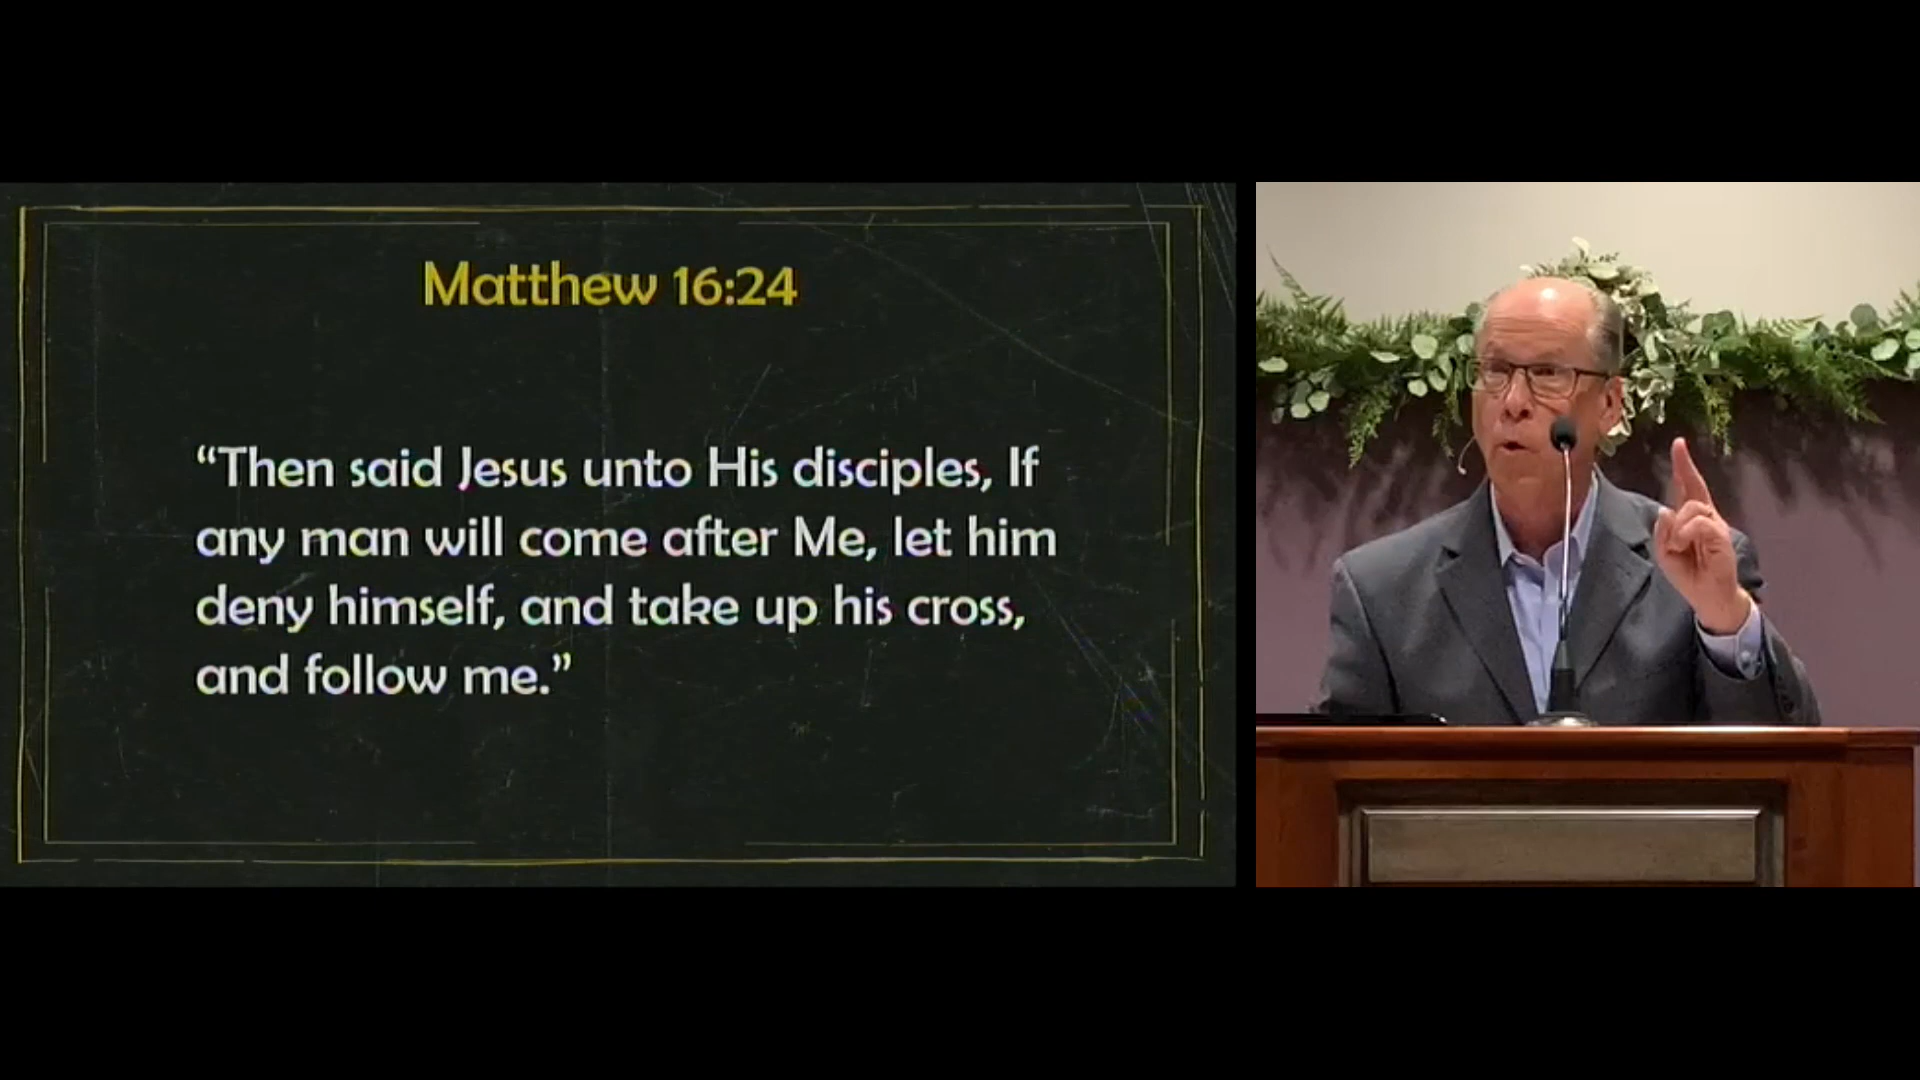 Matthew 16:24
“Then said Jesus unto His disciples, If
any man will come after Me, let him
deny himself, and take up his cross,
and follow me.”